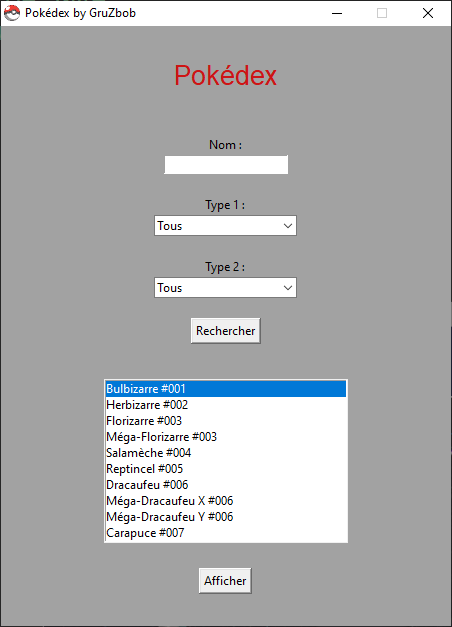 Pokédex by GruZbob
Pokédex
Nom :
Type 1 :
Tous
Type 2 :
Tous
Rechercher
Bulbizarre #001
Herbizarre #002
Florizarre #003
Méga-Florizarre #003
Salamèche #004
Reptincel #005
Dracaufeu #006
Méga-Dracaufeu X #006
Méga-Dracaufeu Y #006
Carapuce #007
Afficher